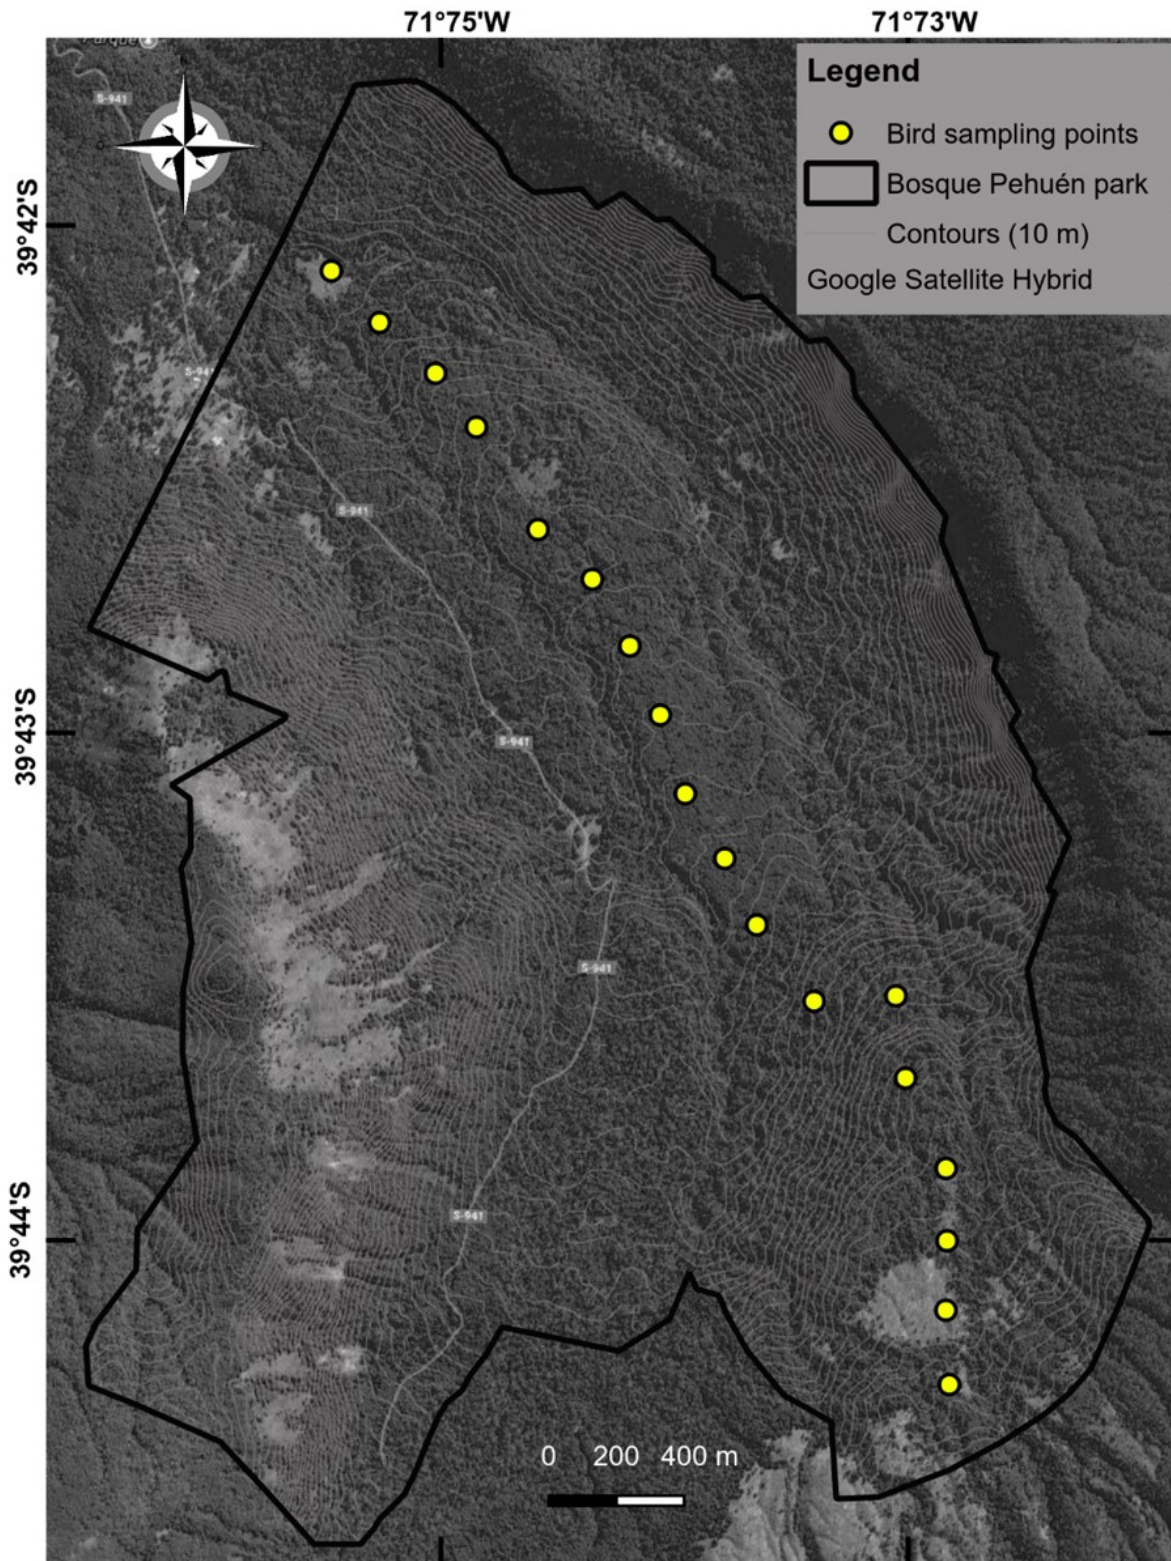 71°75'W 71°73'W
Parque
S-941
Legend
Bird sampling points
Bosque Pehuén park
Contours (10 m)
Google Satellite Hybrid
39°42'S
S-941
S-941
39°43'S
S-941
S-941
39°44'S
S-941
0 200 400 m